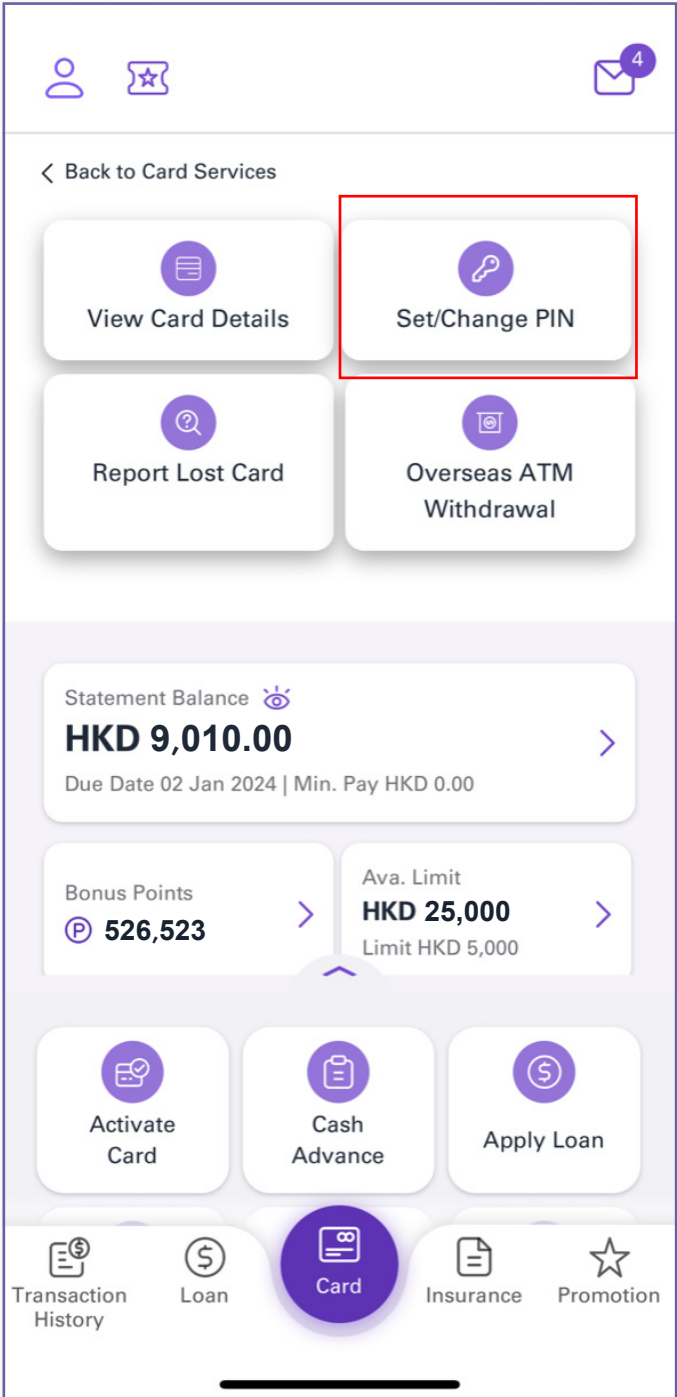 4
Back to Card Services
View Card Details
Set/Change PIN
Report Lost Card
Overseas ATM
Withdrawal
Statement Balance
HKD 9,010.00
Due Date 02 Jan 2024 | Min. Pay HKD 0.00
Bonus Points
P 526,523
Ava. Limit
HKD 25,000
Limit HKD 5,000
Activate
Card
Cash
Advance
Apply Loan
Transaction
History
Loan
Card
Insurance
Promotion